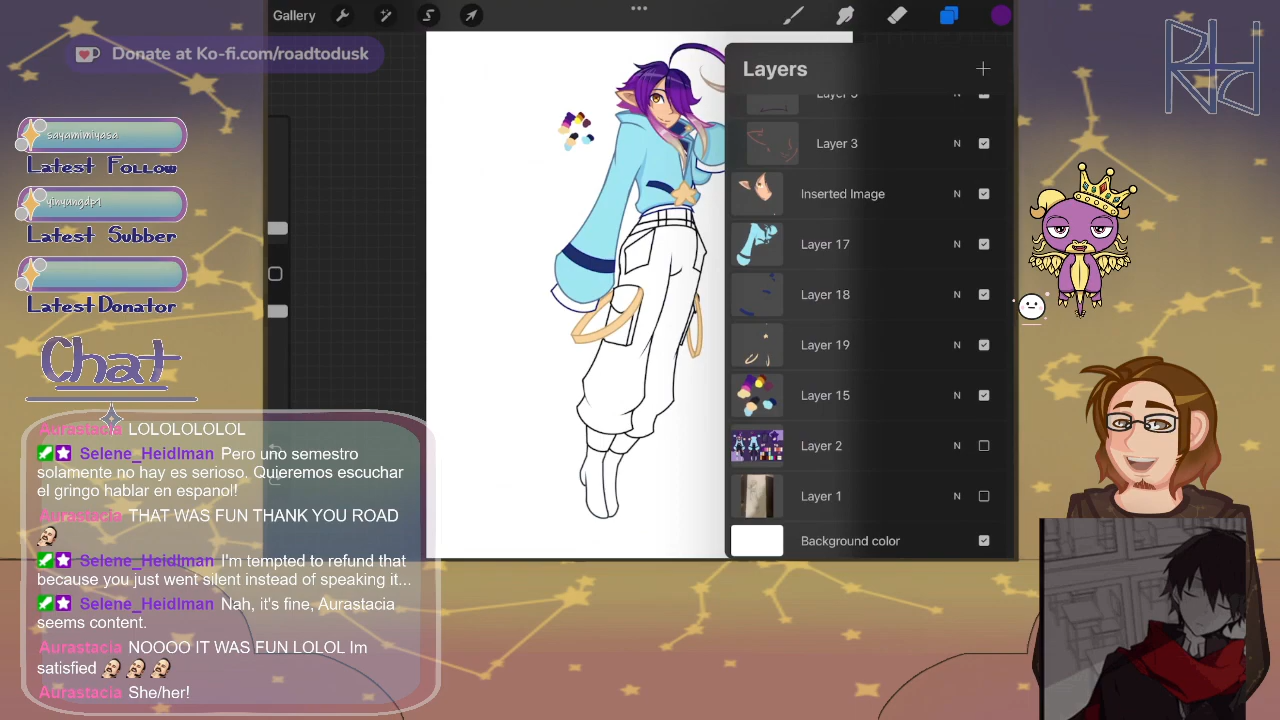 Gallery
Donate at Ko-fi.com/roadtodusk
Layers
Layer 3
Inserted Image
Layer 17
Layer 18
Layer 19
Layer 15
Layer 2
Layer 1
Background color
N
N
N
N
N
N
N
N
N
sayamimiyasa
Latest Follow
yinyungdp1
Latest Subber
Latest Donator
Chat
Aurastacia LOLOLOLOLOL
Selene_Heidlman Pero uno semestro
solamente no hay es serioso. Quieremos escuchar
el gringo hablar en espanol!
Aurastacia THAT WAS FUN THANK YOU ROAD
Selene_Heidlman I'm tempted to refund that
because you just went silent instead of speaking it...
Selene_Heidlman Nah, it's fine, Aurastacia
seems content.
Aurastacia NOOOO IT WAS FUN LOLOL Im
satisfied
Aurastacia She/her!